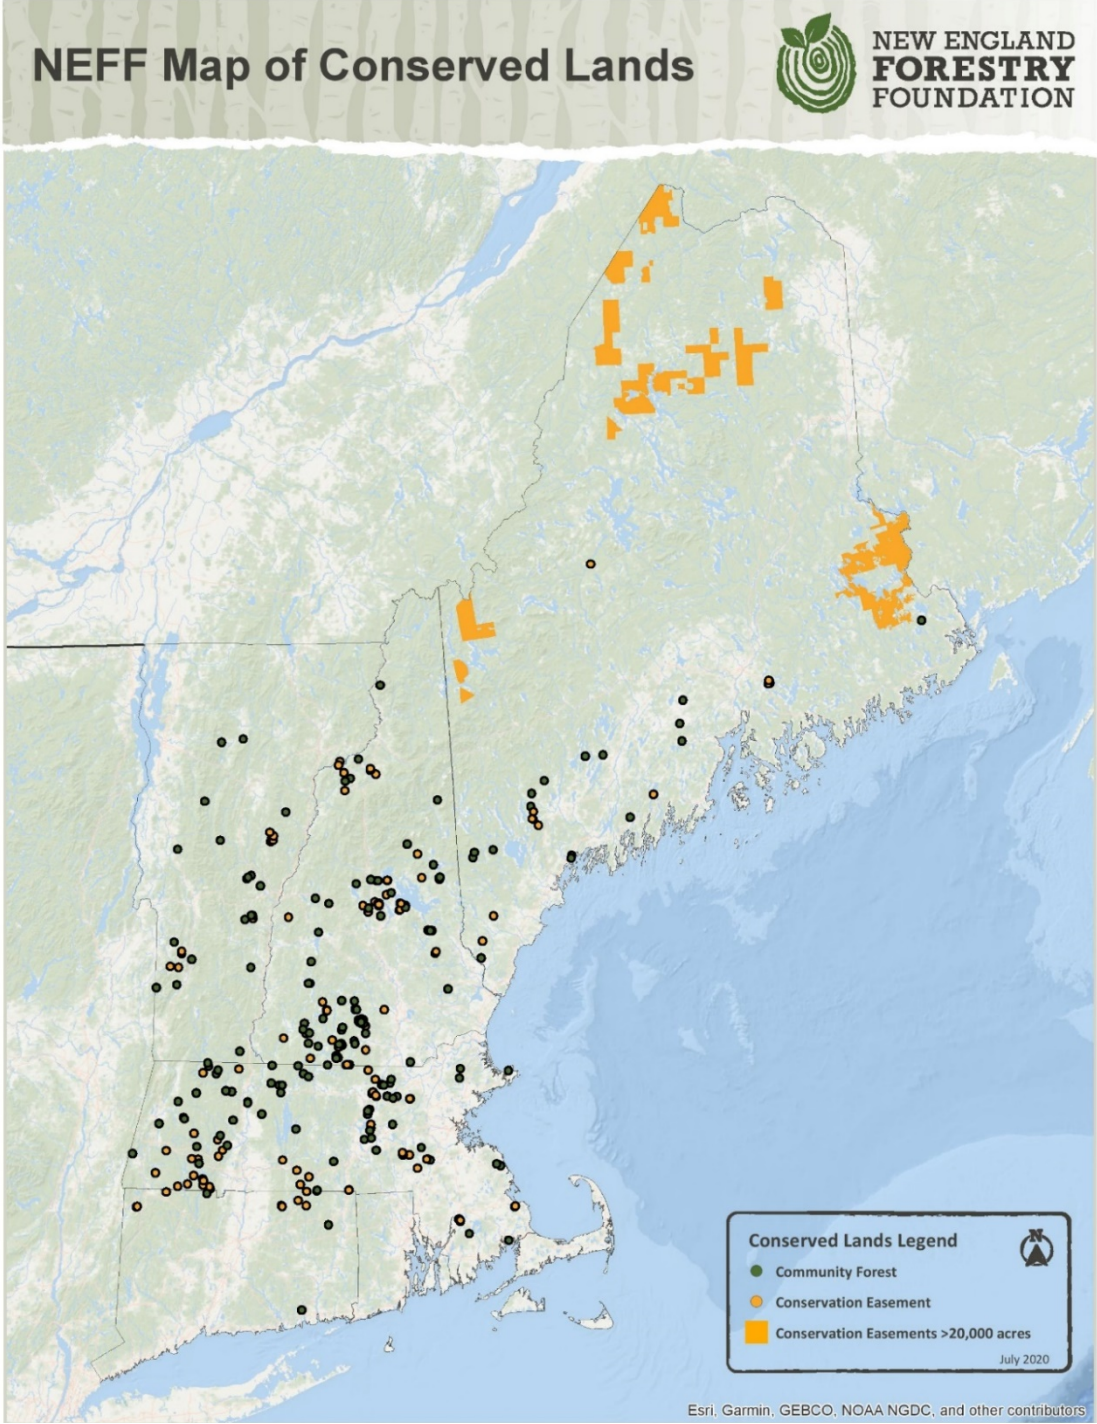 NEFF Map of Conserved Lands
NEW ENGLAND
FORESTRY
FOUNDATION
Conserved Lands Legend
N
Community Forest
Conservation Easement
Conservation Easements >20,000 acres
July 2020
Esri, Garmin, GEBCO, NOAA NGDC, and other contributors